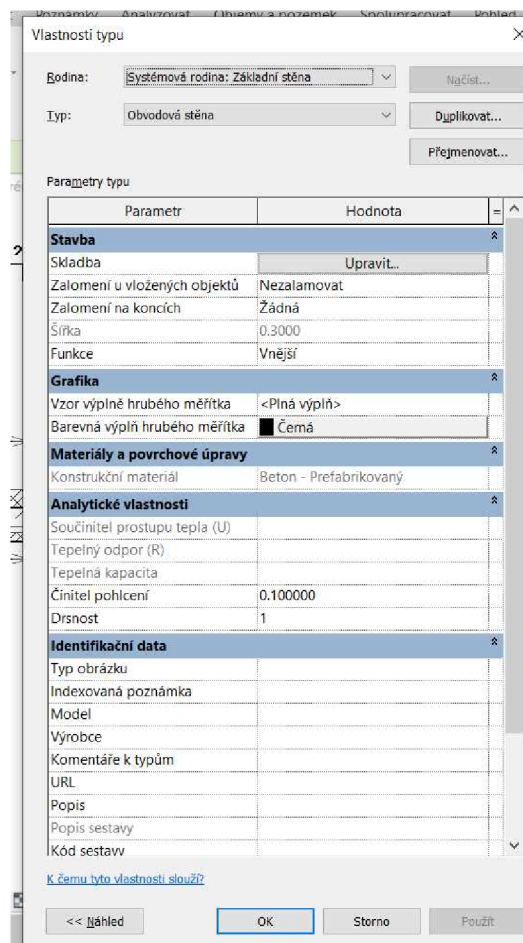 Poznámky Analyzovat Objemy a pozemek Spolupracovat Pohled
Vlastnosti typu
Rodina: Systémová rodina: Základní stěna Načíst...
Typ: Obvodová stěna Duplikovat...
Přejmenovat...
Parametry typu
Parametr Hodnota =
Stavba
Skladba Upravit...
Zalomení u vložených objektů Nezalamovat
Zalomení na koncích Žádná
Šířka 0.3000
Funkce Vnější
Grafika
Vzor výplně hrubého měřítka <Plná výplň>
Barevná výplň hrubého měřítka Černá
Materiály a povrchové úpravy
Konstrukční materiál Beton - Prefabrikovaný
Analytické vlastnosti
Součinitel prostupu tepla (U)
Tepelný odpor (R)
Tepelná kapacita
Činitel pohlcení 0.100000
Drsnost 1
Identifikační data
Typ obrázku
Indexovaná poznámka
Model
Výrobce
Komentáře k typům
URL
Popis
Popis sestavy
Kód sestavy
K čemu tyto vlastnosti slouží?
<< Náhled OK Storno Použít